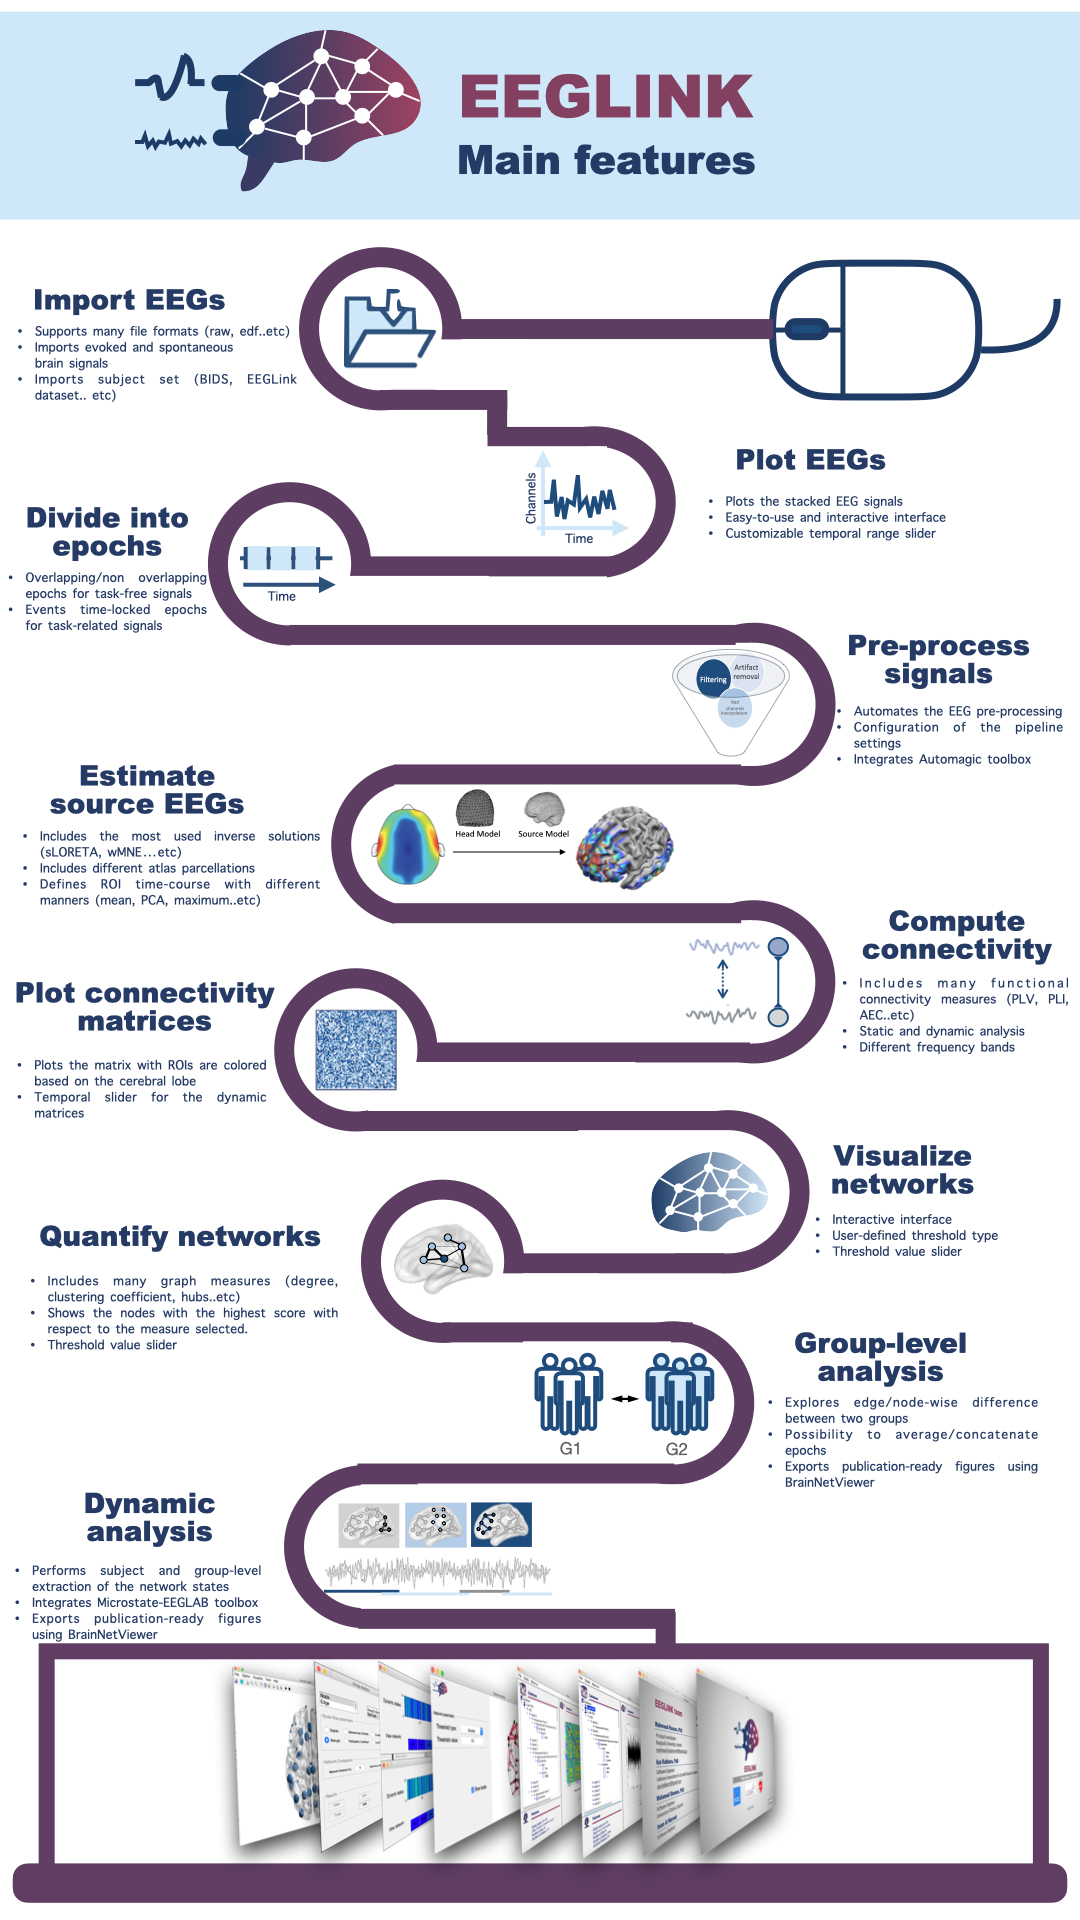 EEGLINK
Main features
Import EEGs
• Supports many file formats (raw, edf..etc)
• Imports evoked and spontaneous
brain signals
• Imports subject set (BIDS, EEGLink
dataset.. etc)
Channels
Time
Plot EEGs
• Plots the stacked EEG signals
• Easy-to-use and interactive interface
• Customizable temporal range slider
Divide into
epochs
• Overlapping/non overlapping
epochs for task-free signals
• Events time-locked epochs
for task-related signals
Time
Pre-process
signals
• Automates the EEG pre-processing
• Configuration of the pipeline
settings
• Integrates Automagic toolbox
Filtering
Artifact
removal
Bad
channels
interpolation
Estimate
source EEGs
• Includes the most used inverse solutions
(sLORETA, wMNE...etc)
• Includes different atlas parcellations
• Defines ROI time-course with different
manners (mean, PCA, maximum..etc)
Head Model
Source Model
Compute
connectivity
• Includes many functional
connectivity measures (PLV, PLI,
AEC..etc)
• Static and dynamic analysis
• Different frequency bands
Plot connectivity
matrices
• Plots the matrix with ROIs are colored
based on the cerebral lobe
• Temporal slider for the dynamic
matrices
Visualize
networks
• Interactive interface
• User-defined threshold type
• Threshold value slider
Quantify networks
• Includes many graph measures (degree,
clustering coefficient, hubs..etc)
• Shows the nodes with the highest score with
respect to the measure selected.
• Threshold value slider
Group-level
analysis
• Explores edge/node-wise difference
between two groups
• Possibility to average/concatenate
epochs
• Exports publication-ready figures using
BrainNetViewer
G1
G2
Dynamic
analysis
• Performs subject and group-level
extraction of the network states
• Integrates Microstate-EEGLAB toolbox
• Exports publication-ready figures
using BrainNetViewer
Node
Edge
Threshold type:
Threshold value:
EEGLINK team
EEGLINK